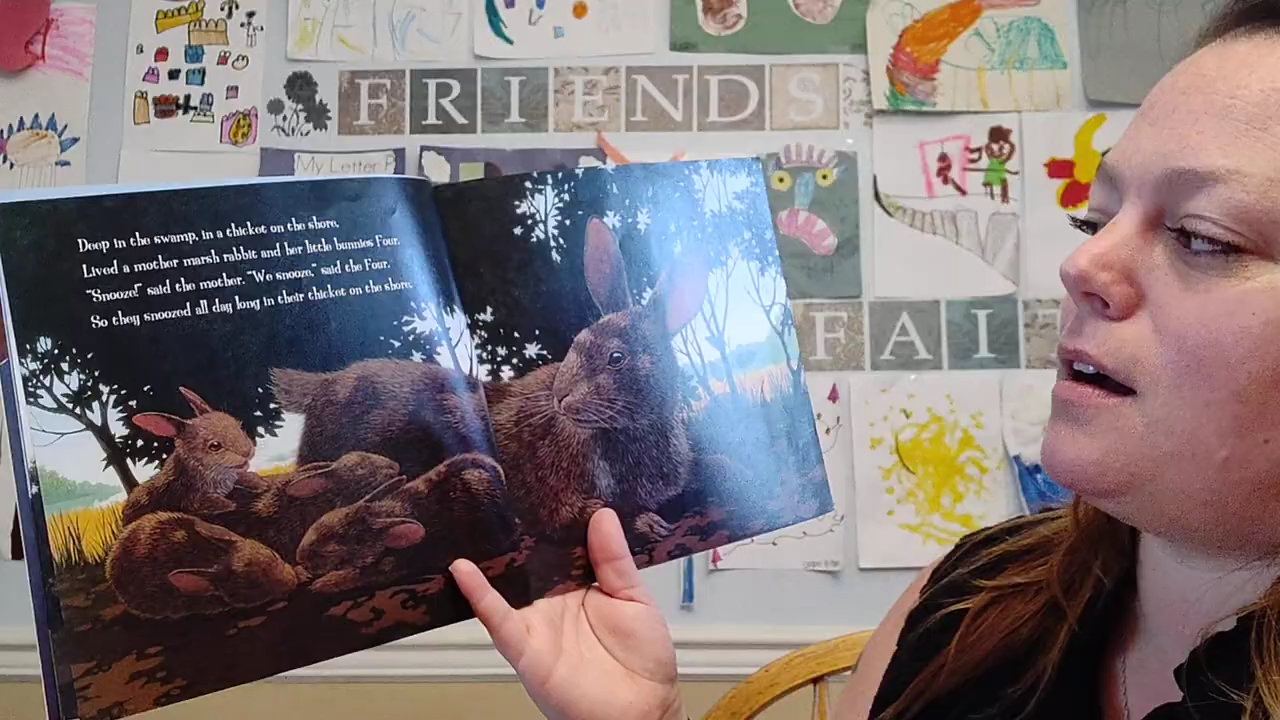 FRIENDS
My Letter P
Deep in the swamp, in a thicket on the shore,
Lived a mother marsh rabbit and her little bunnies Four.
"Snooze!" said the mother. "We snooze," said the Four.
So they snoozed all day long in their thicket on the shore.
FAI